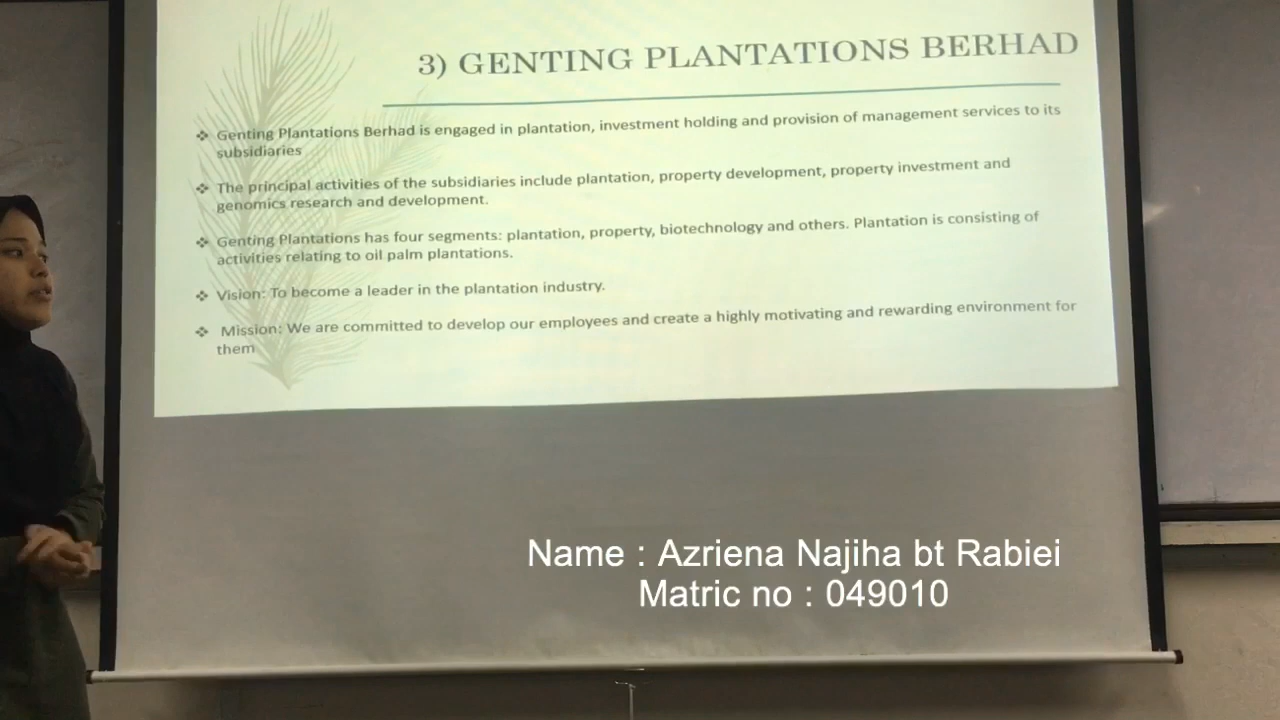 3) GENTING PLANTATIONS BERHAD
❖ Genting Plantations Berhad is engaged in plantation, investment holding and provision of management services to its
subsidiaries
❖ The principal activities of the subsidiaries include plantation, property development, property investment and
genomics research and development.
❖ Genting Plantations has four segments: plantation, property, biotechnology and others. Plantation is consisting of
activities relating to oil palm plantations.
❖ Vision: To become a leader in the plantation industry.
❖ Mission: We are committed to develop our employees and create a highly motivating and rewarding environment for
them
Name : Azriena Najiha bt Rabiei
Matric no : 049010